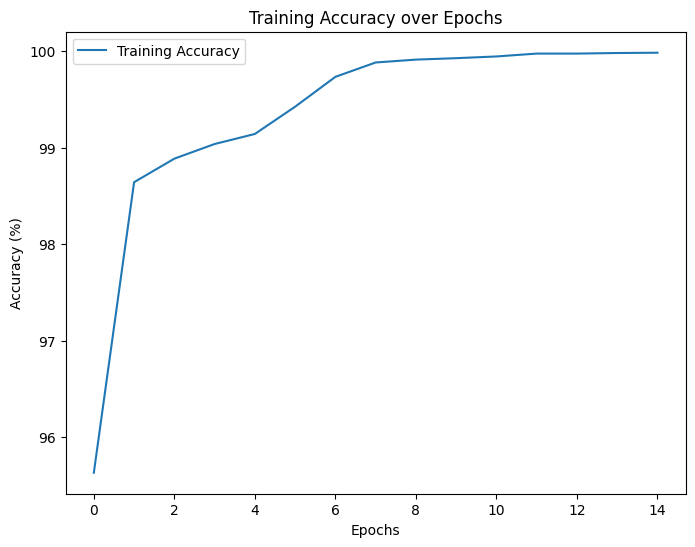 Training Accuracy over Epochs
Training Accuracy
100
99
98
97
96
Accuracy (%)
0 2 4 6 8 10 12 14
Epochs